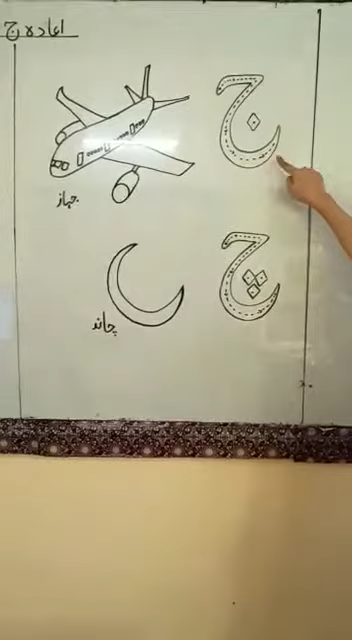 اعادہ ج
ج
جہاز
چ
چاند